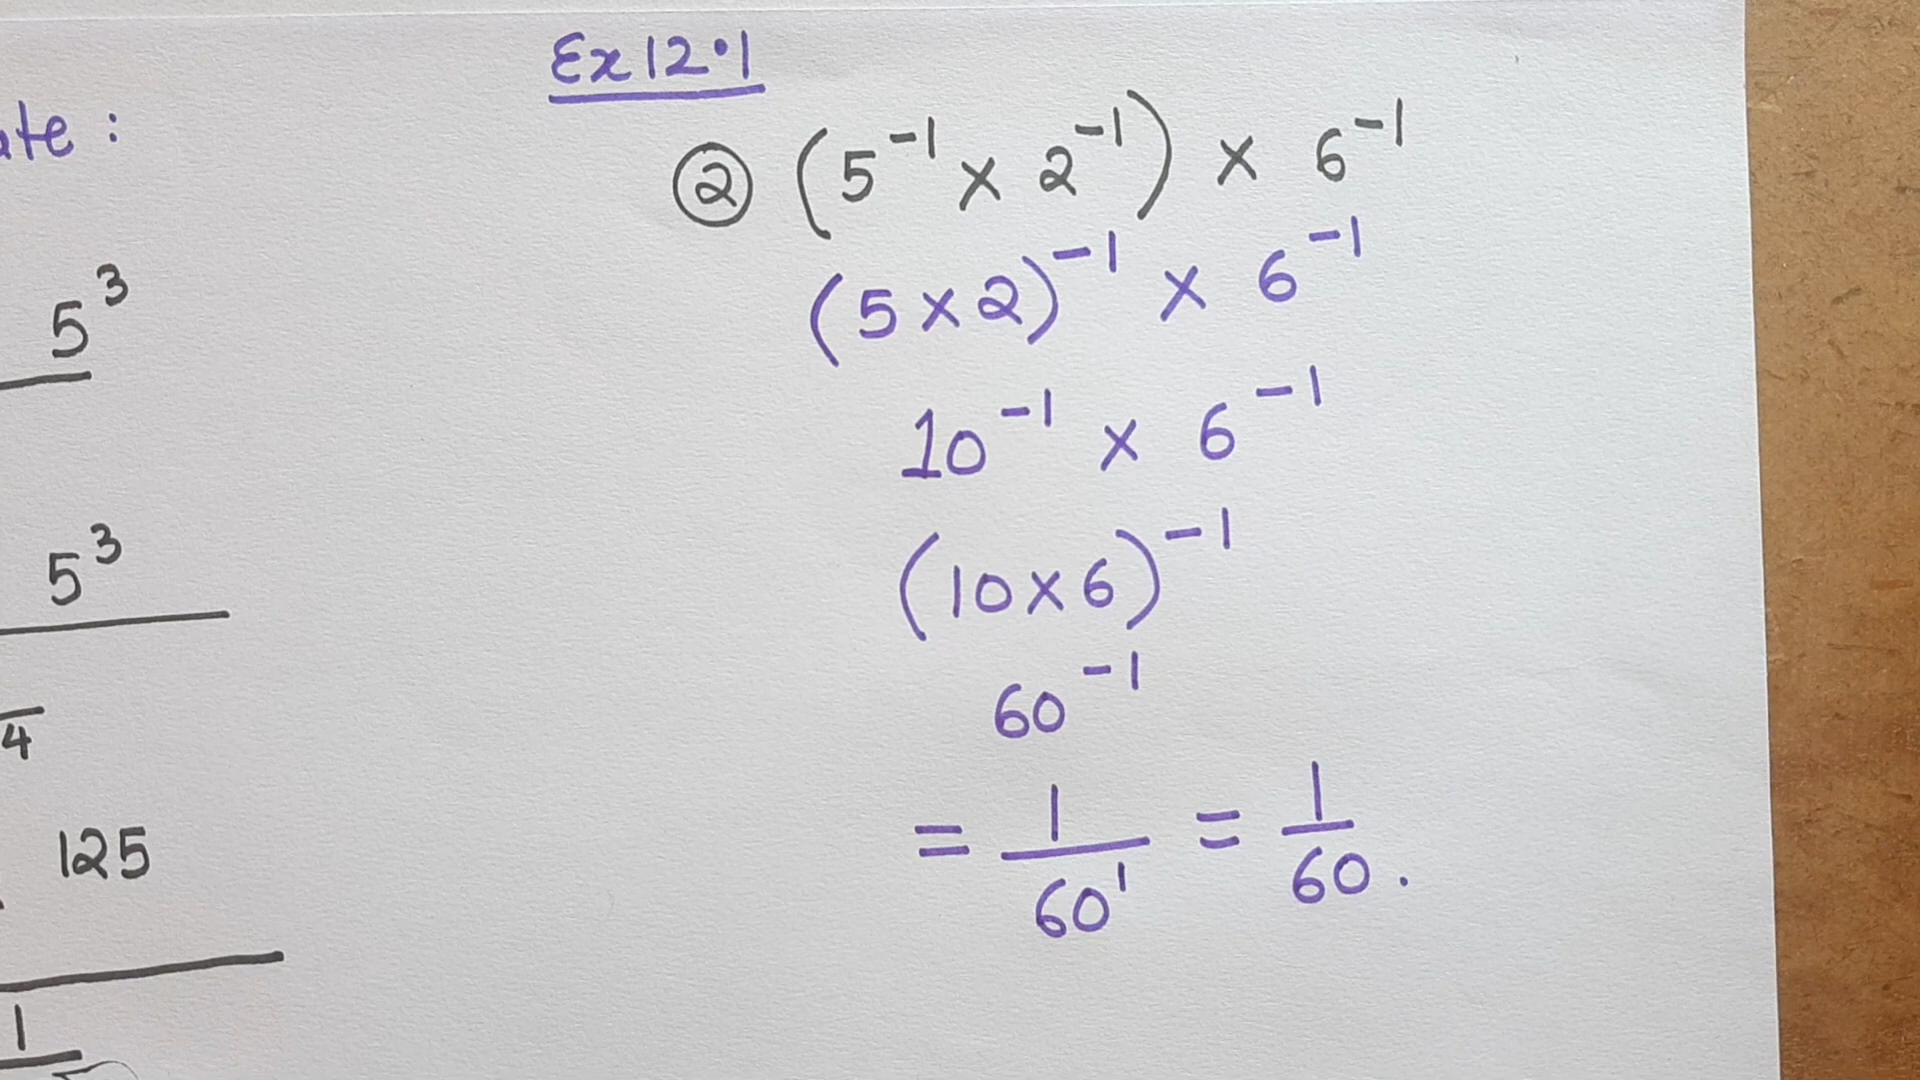 Ex 12.1
ate :
② (5⁻¹ × 2⁻¹) × 6⁻¹
(5 × 2)⁻¹ × 6⁻¹
5³
10⁻¹ × 6⁻¹
5³
(10 × 6)⁻¹
60⁻¹
4
= 1/60¹ = 1/60.
125
1